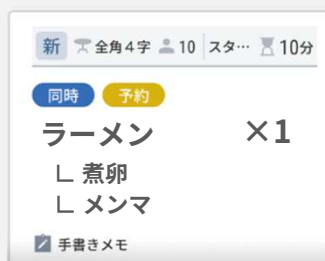 新 全角4字 10 スタ… 10分
同時 予約
ラーメン ×1
∟ 煮卵
∟ メンマ
手書きメモ